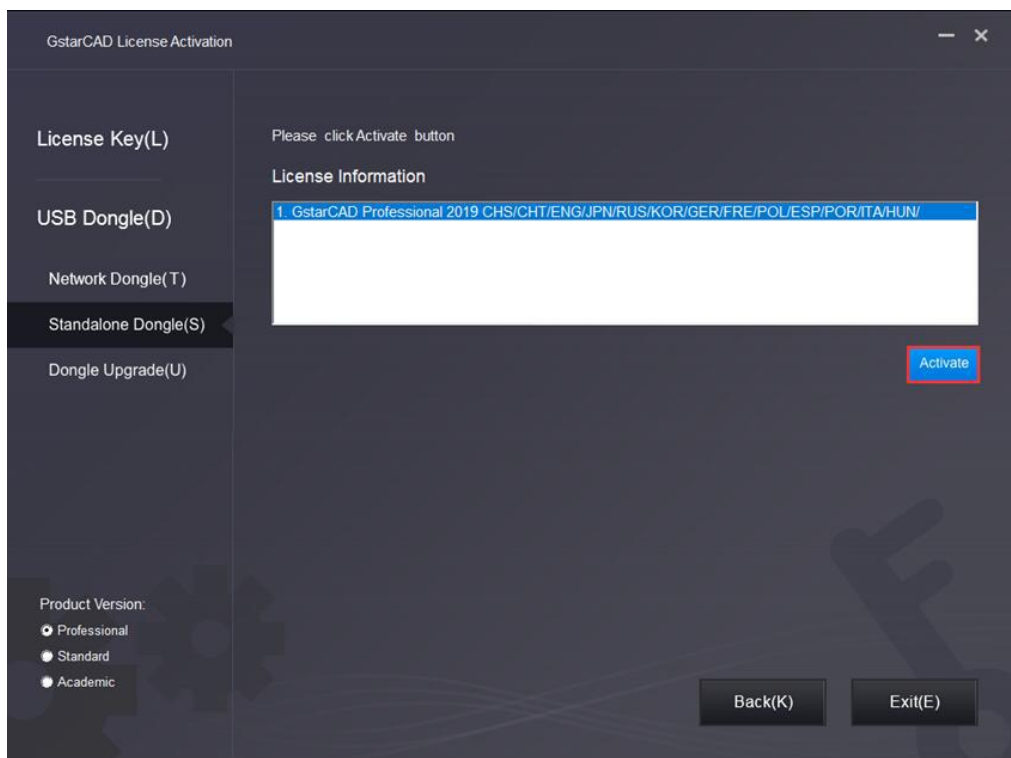 GstarCAD License Activation
License Key(L)
USB Dongle(D)
Network Dongle(T)
Standalone Dongle(S)
Dongle Upgrade(U)
Product Version:
Professional
Standard
Academic
Please click Activate button
License Information
1. GstarCAD Professional 2019 CHS/CHT/ENG/JPN/RUS/KOR/GER/FRE/POL/ESP/POR/ITA/HUN/
Activate
Back(K)
Exit(E)